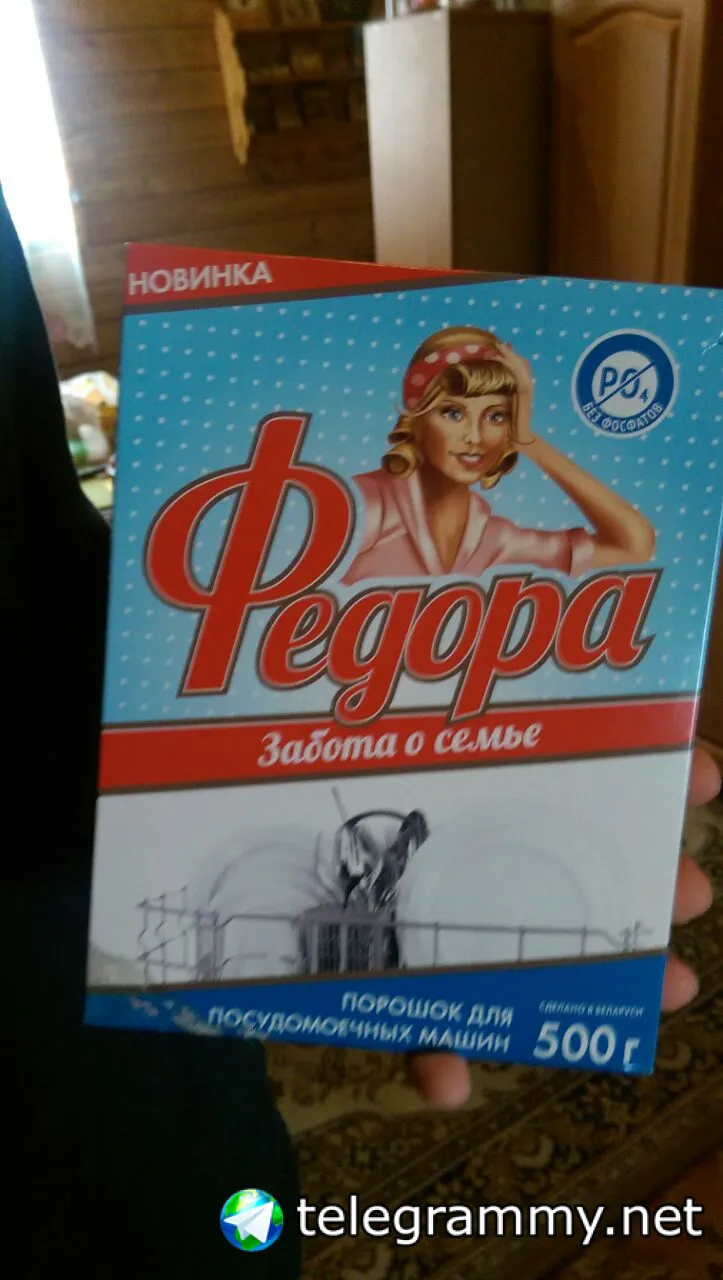 НОВИНКА
PO4
БЕЗ ФОСФАТОВ
Федора
Забота о семье
ПОРОШОК ДЛЯ
ПОСУДОМОЕЧНЫХ МАШИН
СДЕЛАНО В БЕЛАРУСИ
500 г
telegrammy.net